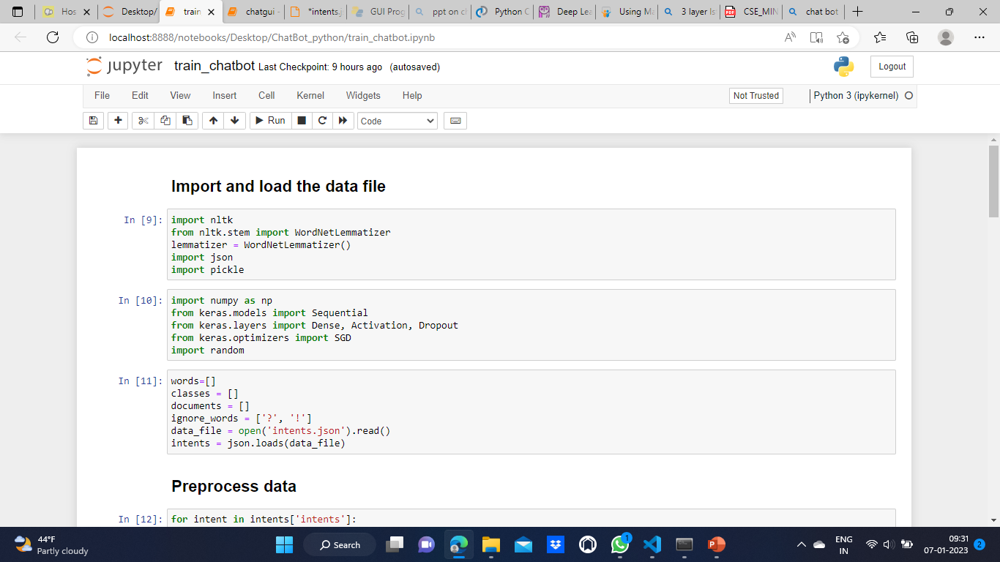 Hos
Desktop/
train
chatgui -
*intents.j
GUI Prog
ppt on ch
Python C
Deep Lea
Using Ma
3 layer ls
CSE_MIN
chat bot
localhost:8888/notebooks/Desktop/ChatBot_python/train_chatbot.ipynb
jupyter train_chatbot Last Checkpoint: 9 hours ago (autosaved)
Logout
File Edit View Insert Cell Kernel Widgets Help
Not Trusted
Python 3 (ipykernel)
Run
Code
Import and load the data file
In [9]:
import nltk
from nltk.stem import WordNetLemmatizer
lemmatizer = WordNetLemmatizer()
import json
import pickle
In [10]:
import numpy as np
from keras.models import Sequential
from keras.layers import Dense, Activation, Dropout
from keras.optimizers import SGD
import random
In [11]:
words=[]
classes = []
documents = []
ignore_words = ['?', '!']
data_file = open('intents.json').read()
intents = json.loads(data_file)
Preprocess data
In [12]:
for intent in intents['intents']:
44°F
Partly cloudy
Search
1
ENG
IN
09:31
07-01-2023
2